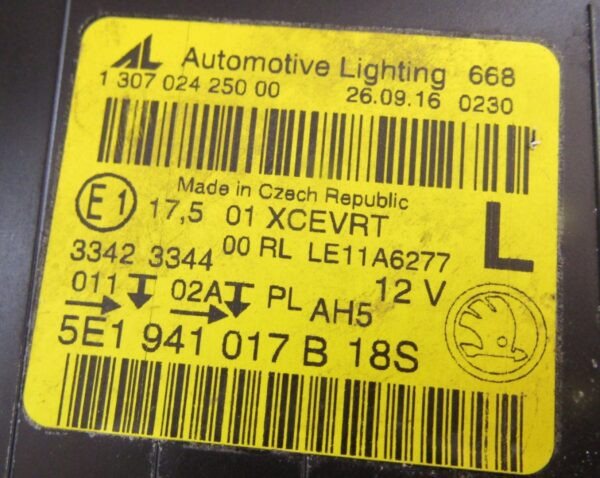 AL Automotive Lighting 668
1 307 024 250 00 26.09.16 0230
Made in Czech Republic
E1 17,5 01 XCEVRT L
00 RL LE11A6277
3342 3344 12 V
011 02A PL AH5
5E1 941 017 B 18S